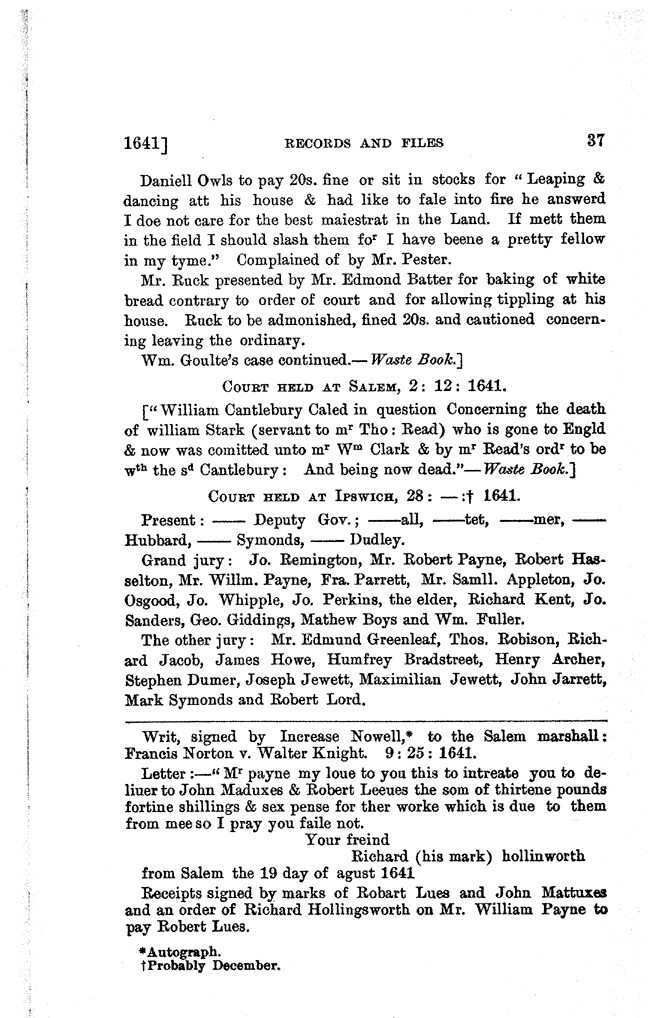 1641] RECORDS AND FILES 37
Daniell Owls to pay 20s. fine or sit in stocks for “ Leaping &
dancing att his house & had like to fale into fire he answerd
I doe not care for the best maiestrat in the Land. If mett them
in the field I should slash them foʳ I have beene a pretty fellow
in my tyme.” Complained of by Mr. Pester.
Mr. Ruck presented by Mr. Edmond Batter for baking of white
bread contrary to order of court and for allowing tippling at his
house. Ruck to be admonished, fined 20s. and cautioned concern-
ing leaving the ordinary.
Wm. Goulte's case continued.—Waste Book.]
COURT HELD AT SALEM, 2: 12: 1641.
[“ William Cantlebury Caled in question Concerning the death
of william Stark (servant to mʳ Tho: Read) who is gone to Engld
& now was comitted unto mʳ Wᵐ Clark & by mʳ Read's ordʳ to be
wᵗʰ the sᵈ Cantlebury: And being now dead.”—Waste Book.]
COURT HELD AT IPSWICH, 28: —:† 1641.
Present: —— Deputy Gov.; ——all, ——tet, ——mer, ——
Hubbard, —— Symonds, —— Dudley.
Grand jury: Jo. Remington, Mr. Robert Payne, Robert Has-
selton, Mr. Willm. Payne, Fra. Parrett, Mr. Samll. Appleton, Jo.
Osgood, Jo. Whipple, Jo. Perkins, the elder, Richard Kent, Jo.
Sanders, Geo. Giddings, Mathew Boys and Wm. Fuller.
The other jury: Mr. Edmund Greenleaf, Thos. Robison, Rich-
ard Jacob, James Howe, Humfrey Bradstreet, Henry Archer,
Stephen Dumer, Joseph Jewett, Maximilian Jewett, John Jarrett,
Mark Symonds and Robert Lord.
Writ, signed by Increase Nowell,* to the Salem marshall:
Francis Norton v. Walter Knight. 9: 25: 1641.
Letter:—“ Mʳ payne my loue to you this to intreate you to de-
liuer to John Maduxes & Robert Leeues the som of thirtene pounds
fortine shillings & sex pense for ther worke which is due to them
from mee so I pray you faile not.
Your freind
Richard (his mark) hollinworth
from Salem the 19 day of agust 1641
Receipts signed by marks of Robart Lues and John Mattuxes
and an order of Richard Hollingsworth on Mr. William Payne to
pay Robert Lues.
*Autograph.
†Probably December.